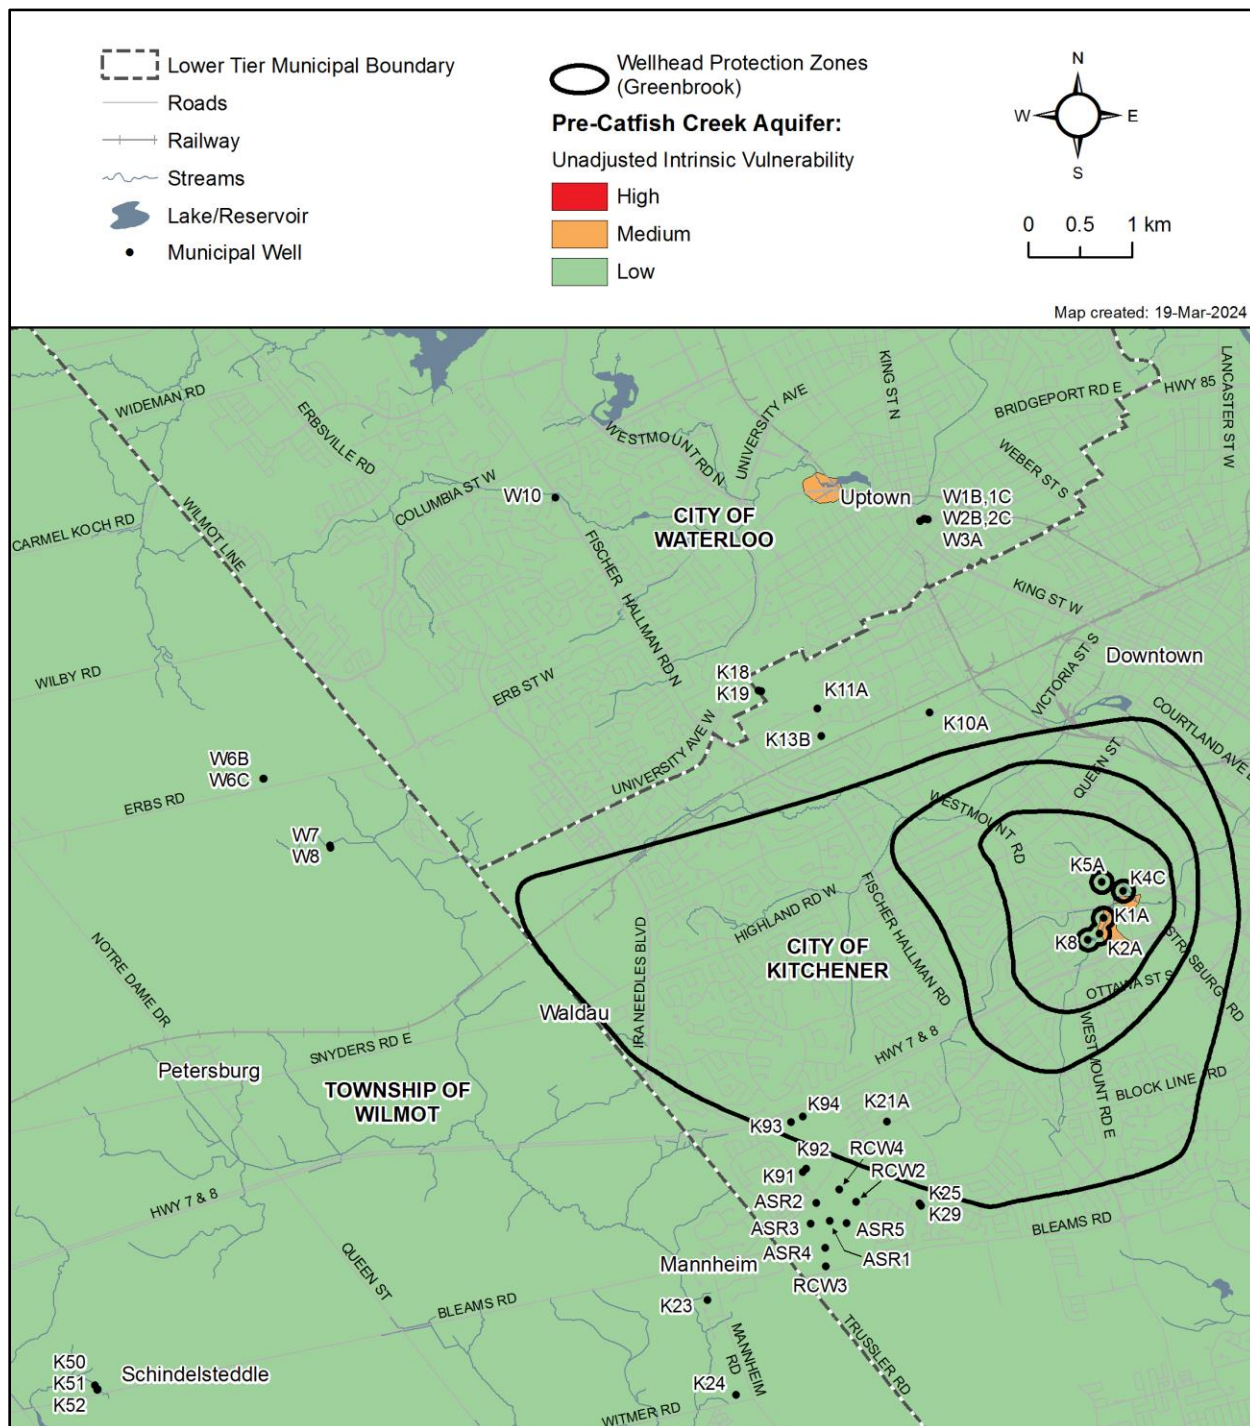 Lower Tier Municipal Boundary
Roads
Railway
Streams
Lake/Reservoir
Municipal Well
Wellhead Protection Zones
(Greenbrook)
Pre-Catfish Creek Aquifer:
Unadjusted Intrinsic Vulnerability
High
Medium
Low
N
W
E
S
0 0.5 1 km
Map created: 19-Mar-2024
WIDEMAN RD
ERBSVILLE RD
COLUMBIA ST W
WESTMOUNT RD N
UNIVERSITY AVE
KING ST N
BRIDGEPORT RD E
HWY 85
LANCASTER ST W
WEBER ST S
CARMEL KOCH RD
WILMOT LINE
W10
CITY OF
WATERLOO
Uptown
W1B,1C
W2B,2C
W3A
FISCHER HALLMAN RD N
KING ST W
WILBY RD
ERB ST W
K18
K19
K11A
K13B
K10A
VICTORIA ST S
Downtown
COURTLAND AVE E
UNIVERSITY AVE W
W6B
W6C
ERBS RD
W7
W8
QUEEN ST
WESTMOUNT RD
K5A
K4C
K1A
K8
K2A
STRASBURG RD
OTTAWA ST S
HIGHLAND RD W
FISCHER HALLMAN RD
CITY OF
KITCHENER
IRA NEEDLES BLVD
NOTRE DAME DR
Waldau
SNYDERS RD E
Petersburg
TOWNSHIP OF
WILMOT
HWY 7 & 8
WESTMOUNT RD E
BLOCK LINE RD
K94
K93
K21A
K92
RCW4
K91
RCW2
ASR2
K25
K29
ASR3
ASR5
BLEAMS RD
ASR4
ASR1
RCW3
HWY 7 & 8
QUEEN ST
Mannheim
K23
BLEAMS RD
MANNHEIM
RD
TRUSSLER RD
K50
K51
K52
Schindelsteddle
K24
WITMER RD